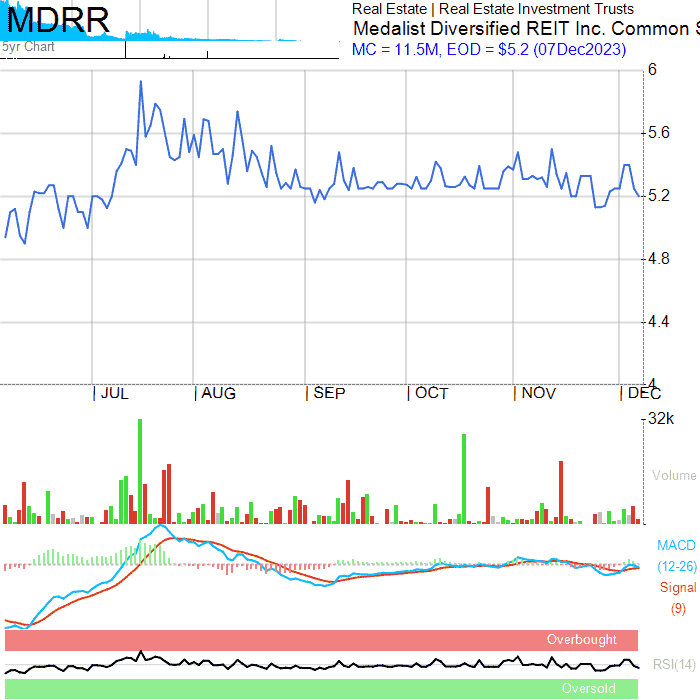 MDRR
5yr Chart
Real Estate | Real Estate Investment Trusts
Medalist Diversified REIT Inc. Common S
MC = 11.5M, EOD = $5.2 (07Dec2023)
6
5.6
5.2
4.8
4.4
4
JUL
AUG
SEP
OCT
NOV
DEC
32k
Volume
MACD
(12-26)
Signal
(9)
Overbought
RSI(14)
Oversold